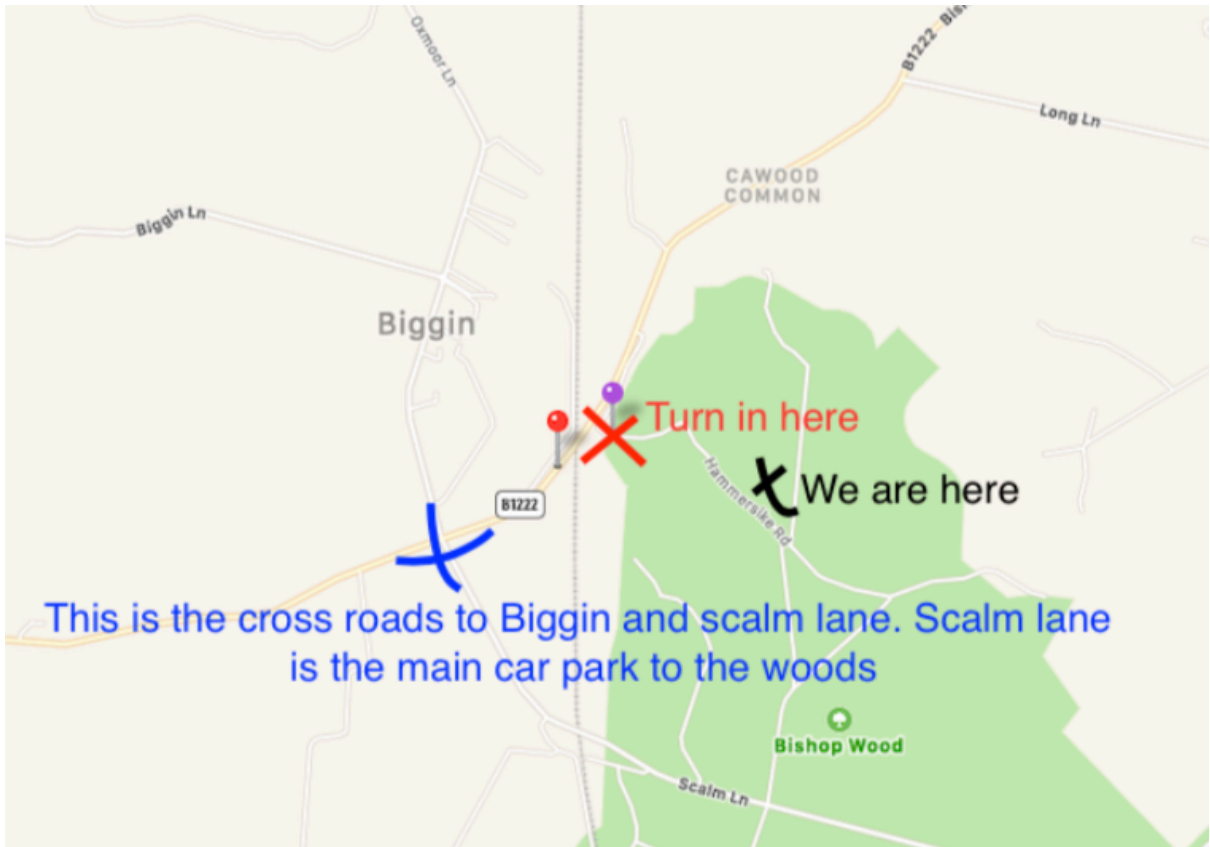 Oxmoor Ln
B1222
Long Ln
CAWOOD
COMMON
Biggin Ln
Biggin
Turn in here
Hammersike Rd
We are here
B1222
This is the cross roads to Biggin and scalm lane. Scalm lane
is the main car park to the woods
Bishop Wood
Scalm Ln